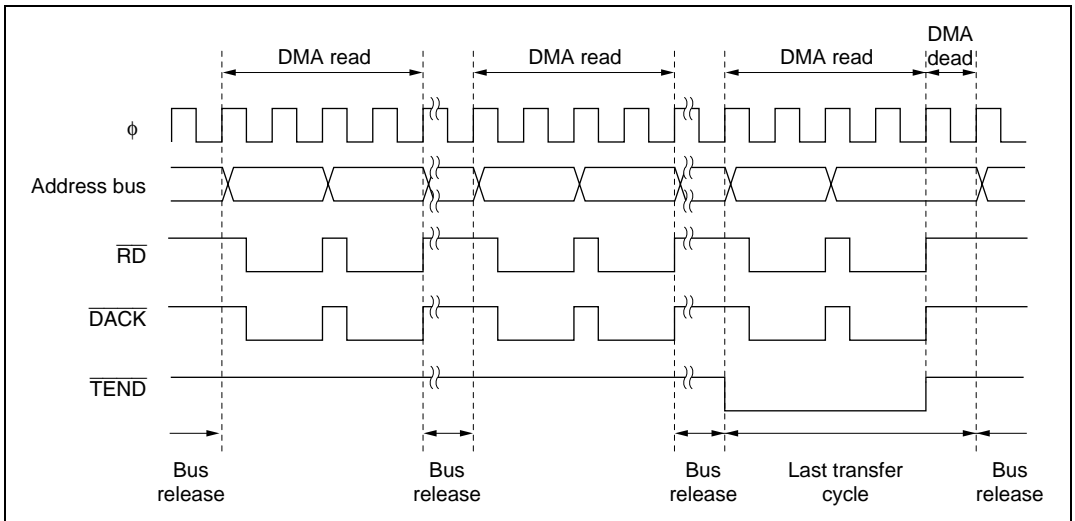 DMA read
DMA read
DMA read
DMA
dead
φ
Address bus
RD
DACK
TEND
Bus
release
Bus
release
Bus
release
Last transfer
cycle
Bus
release